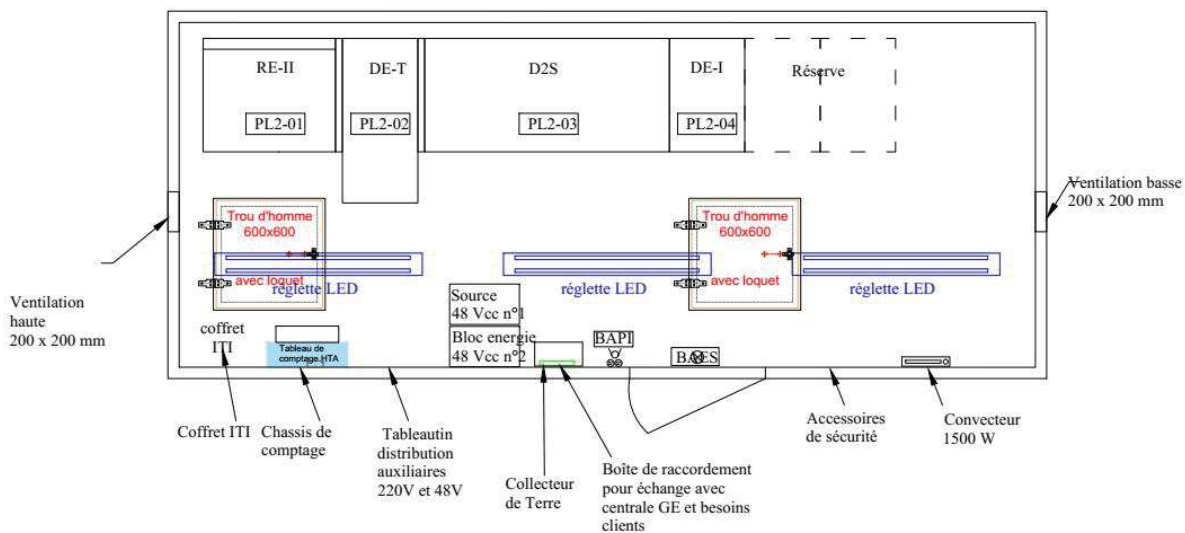 RE-II
DE-T
D2S
DE-I
Réserve
PL2-01
PL2-02
PL2-03
PL2-04
Ventilation basse
200 x 200 mm
Trou d'homme
600x600
avec loquet
Trou d'homme
600x600
avec loquet
réglette LED
réglette LED
réglette LED
Ventilation
haute
200 x 200 mm
Source
48 Vcc n°1
Bloc energie
48 Vcc n°2
coffret
ITI
Tableau de
comptage HTA
BAPI
BAES
Coffret ITI
Chassis de
comptage
Tableautin
distribution
auxiliaires
220V et 48V
Collecteur
de Terre
Boîte de raccordement
pour échange avec
centrale GE et besoins
clients
Accessoires
de sécurité
Convecteur
1500 W